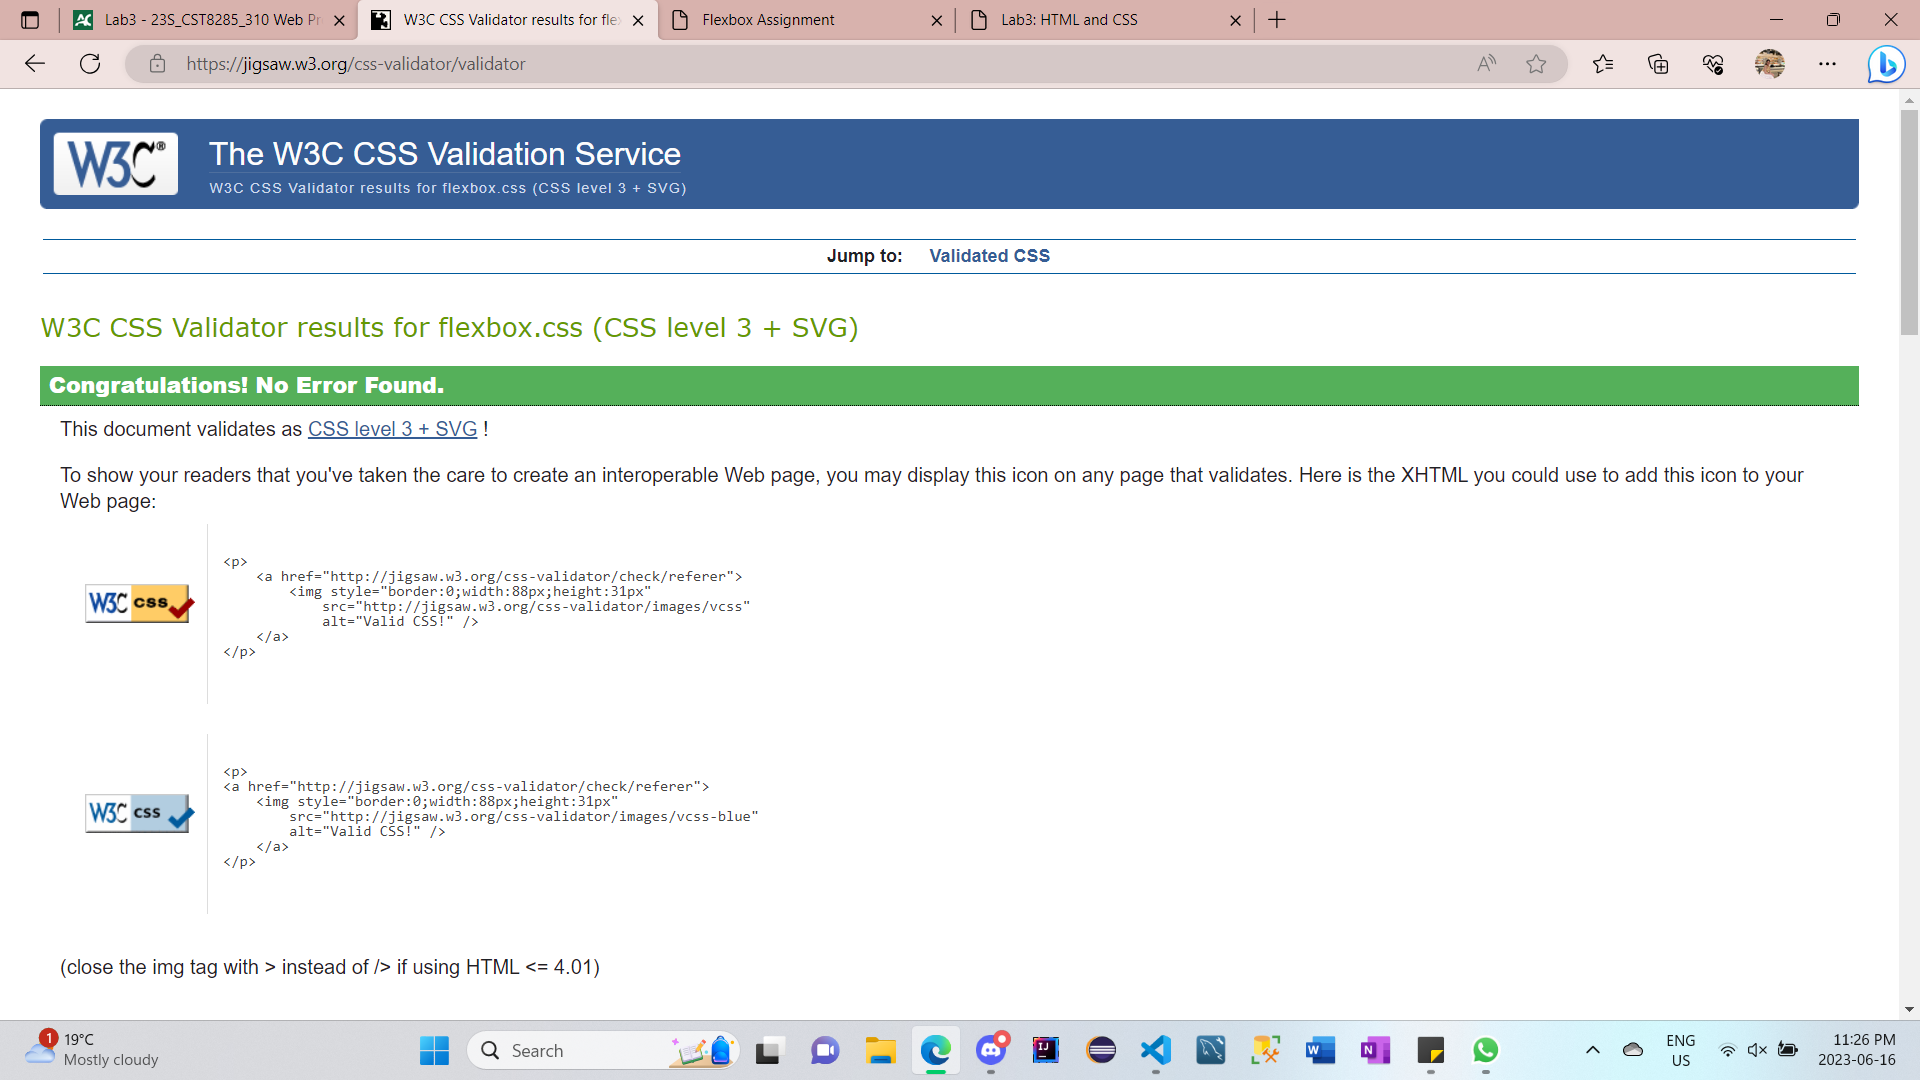 Lab3 - 23S_CST8285_310 Web Pr
W3C CSS Validator results for flex
Flexbox Assignment
Lab3: HTML and CSS
https://jigsaw.w3.org/css-validator/validator
W3C®
The W3C CSS Validation Service
W3C CSS Validator results for flexbox.css (CSS level 3 + SVG)
Jump to: Validated CSS
W3C CSS Validator results for flexbox.css (CSS level 3 + SVG)
Congratulations! No Error Found.
This document validates as CSS level 3 + SVG !
To show your readers that you've taken the care to create an interoperable Web page, you may display this icon on any page that validates. Here is the XHTML you could use to add this icon to your
Web page:
W3C css
<p>
    <a href="http://jigsaw.w3.org/css-validator/check/referer">
        <img style="border:0;width:88px;height:31px"
            src="http://jigsaw.w3.org/css-validator/images/vcss"
            alt="Valid CSS!" />
    </a>
</p>
W3C css
<p>
<a href="http://jigsaw.w3.org/css-validator/check/referer">
    <img style="border:0;width:88px;height:31px"
        src="http://jigsaw.w3.org/css-validator/images/vcss-blue"
        alt="Valid CSS!" />
    </a>
</p>
(close the img tag with > instead of /> if using HTML <= 4.01)
1
19°C
Mostly cloudy
Search
ENG
US
11:26 PM
2023-06-16